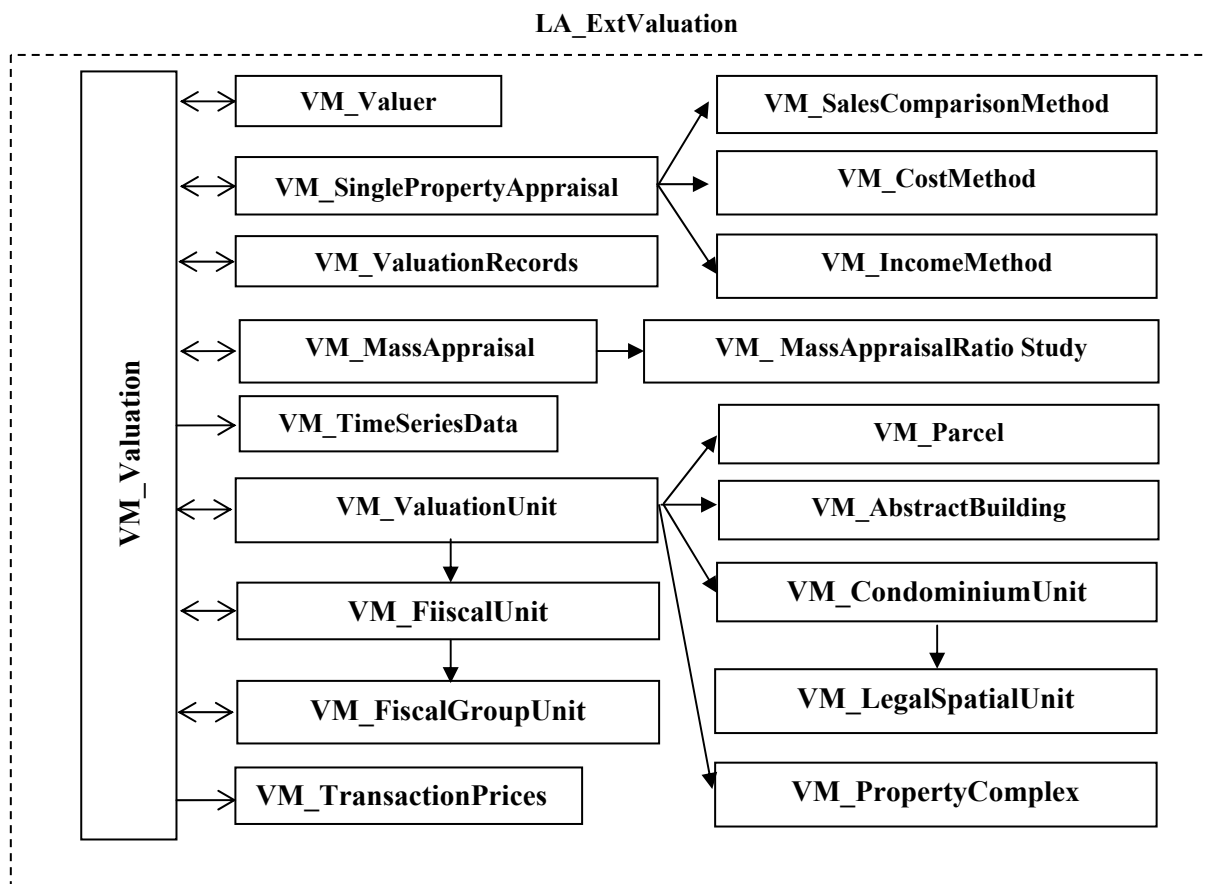 LA_ExtValuation
VM_Valuation
VM_Valuer
VM_SinglePropertyAppraisal
VM_SalesComparisonMethod
VM_CostMethod
VM_IncomeMethod
VM_ValuationRecords
VM_MassAppraisal
VM_ MassAppraisalRatio Study
VM_TimeSeriesData
VM_ValuationUnit
VM_Parcel
VM_AbstractBuilding
VM_CondominiumUnit
VM_LegalSpatialUnit
VM_PropertyComplex
VM_FiiscalUnit
VM_FiscalGroupUnit
VM_TransactionPrices